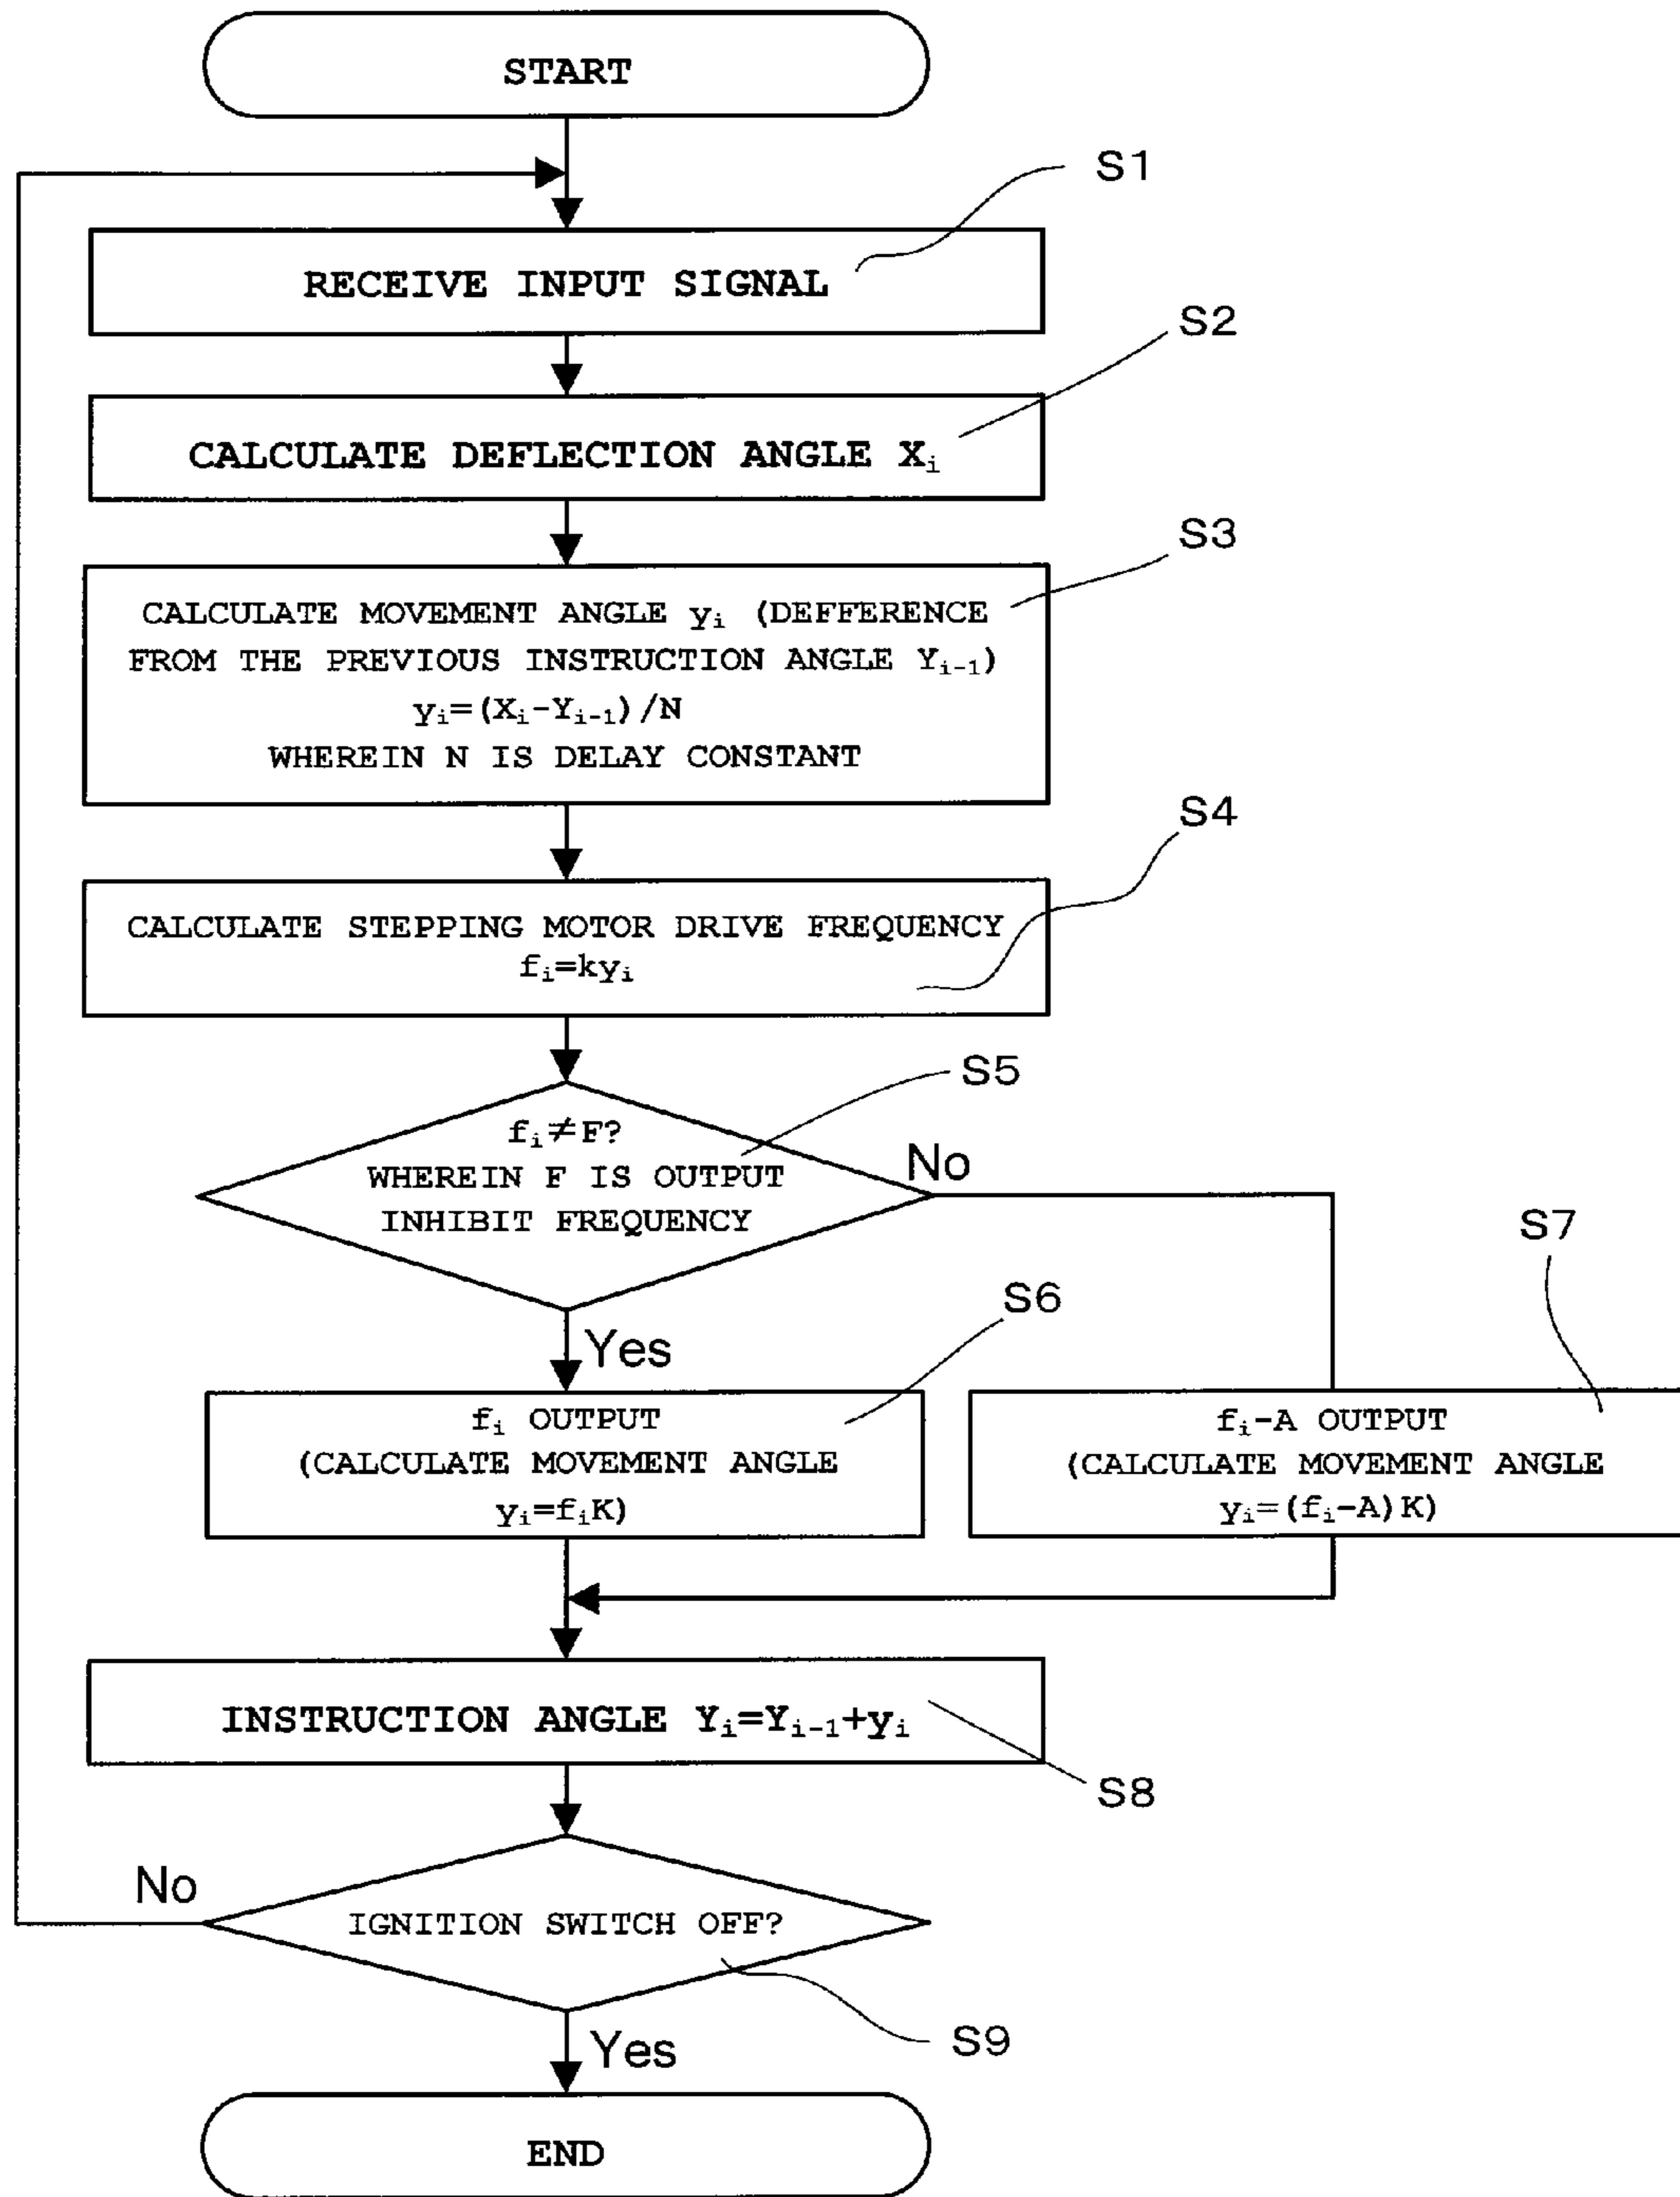 START
S1
RECEIVE INPUT SIGNAL
S2
CALCULATE DEFLECTION ANGLE Xᵢ
S3
CALCULATE MOVEMENT ANGLE yᵢ (DEFFERENCE
FROM THE PREVIOUS INSTRUCTION ANGLE Yᵢ₋₁)
yᵢ=(Xᵢ-Yᵢ₋₁)/N
WHEREIN N IS DELAY CONSTANT
S4
CALCULATE STEPPING MOTOR DRIVE FREQUENCY
fᵢ=kyᵢ
S5
fᵢ≠F?
WHEREIN F IS OUTPUT
INHIBIT FREQUENCY
No
Yes
S6
fᵢ OUTPUT
(CALCULATE MOVEMENT ANGLE
yᵢ=fᵢK)
S7
fᵢ-A OUTPUT
(CALCULATE MOVEMENT ANGLE
yᵢ=(fᵢ-A)K)
INSTRUCTION ANGLE Yᵢ=Yᵢ₋₁+yᵢ
S8
No
IGNITION SWITCH OFF?
S9
Yes
END